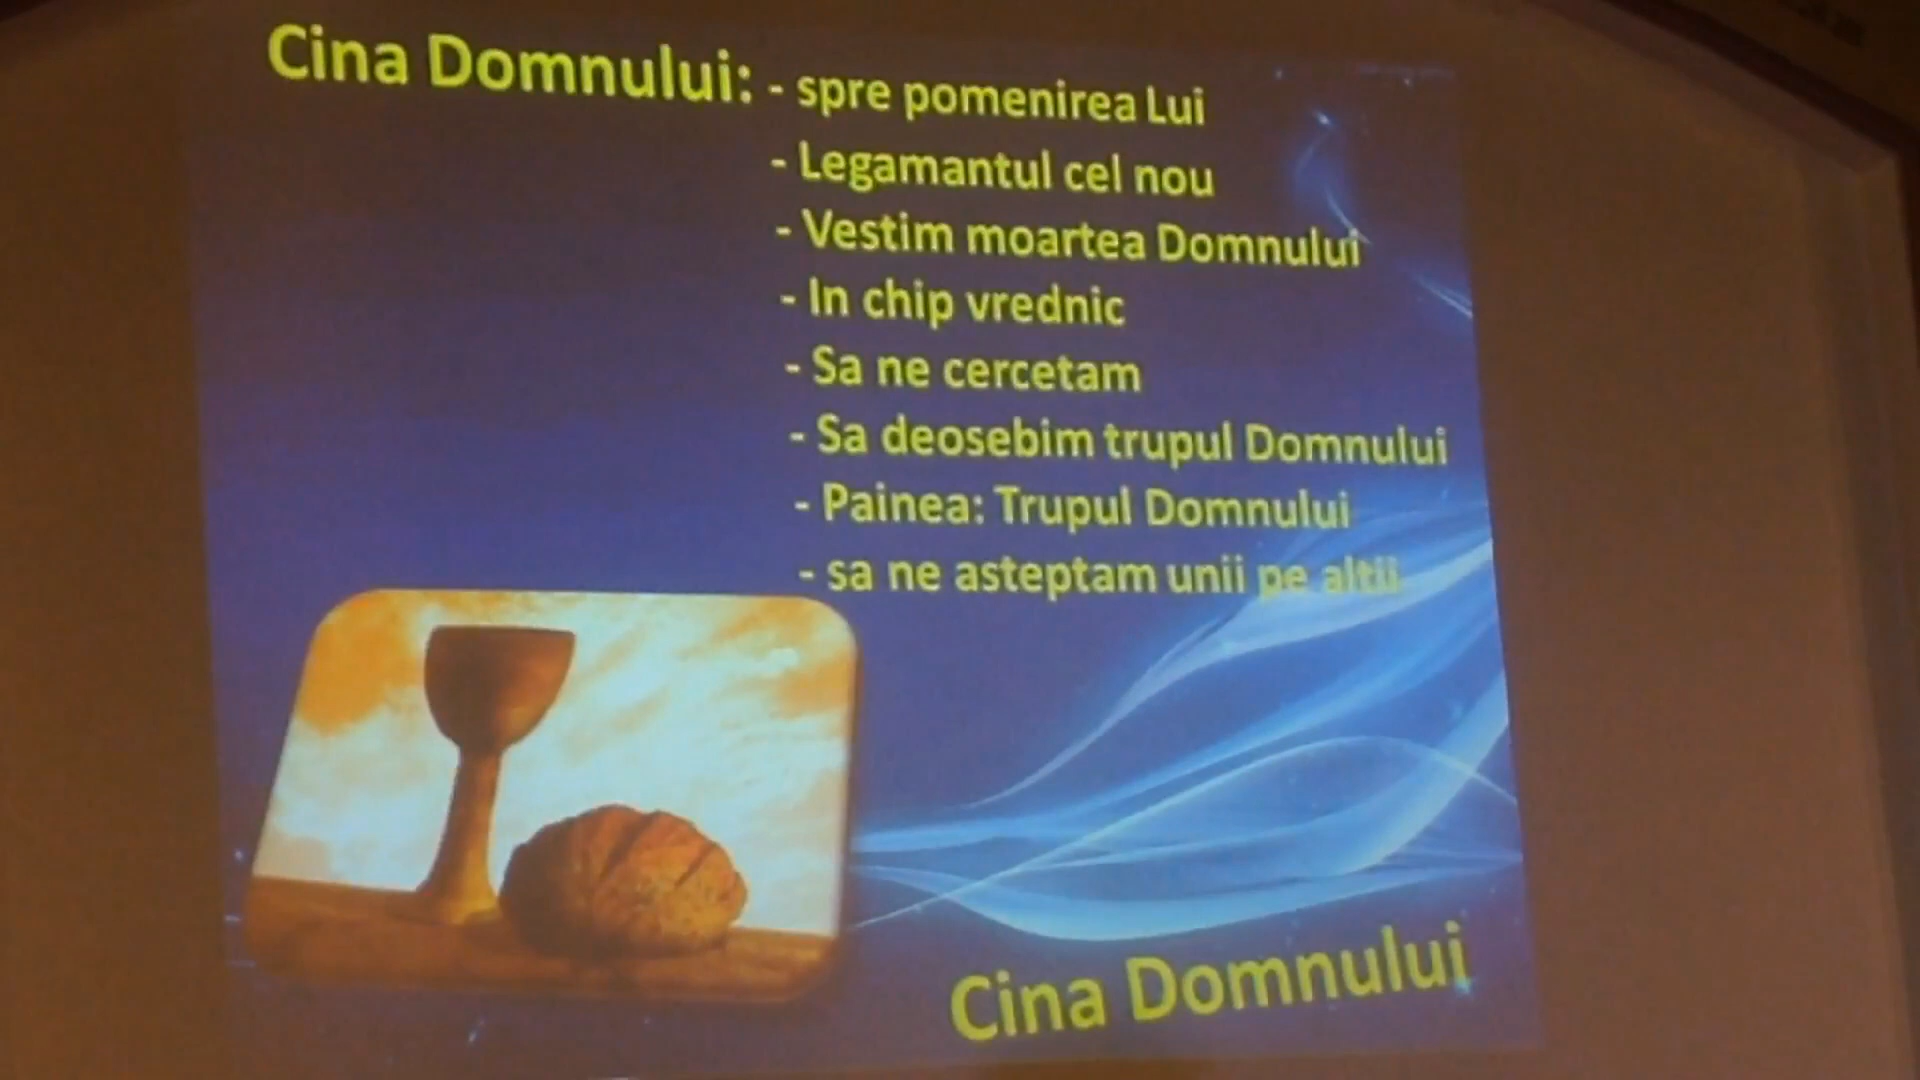 Cina Domnului: - spre pomenirea Lui
- Legamantul cel nou
- Vestim moartea Domnului
- In chip vrednic
- Sa ne cercetam
- Sa deosebim trupul Domnului
- Painea: Trupul Domnului
- sa ne asteptam unii pe altii
Cina Domnului